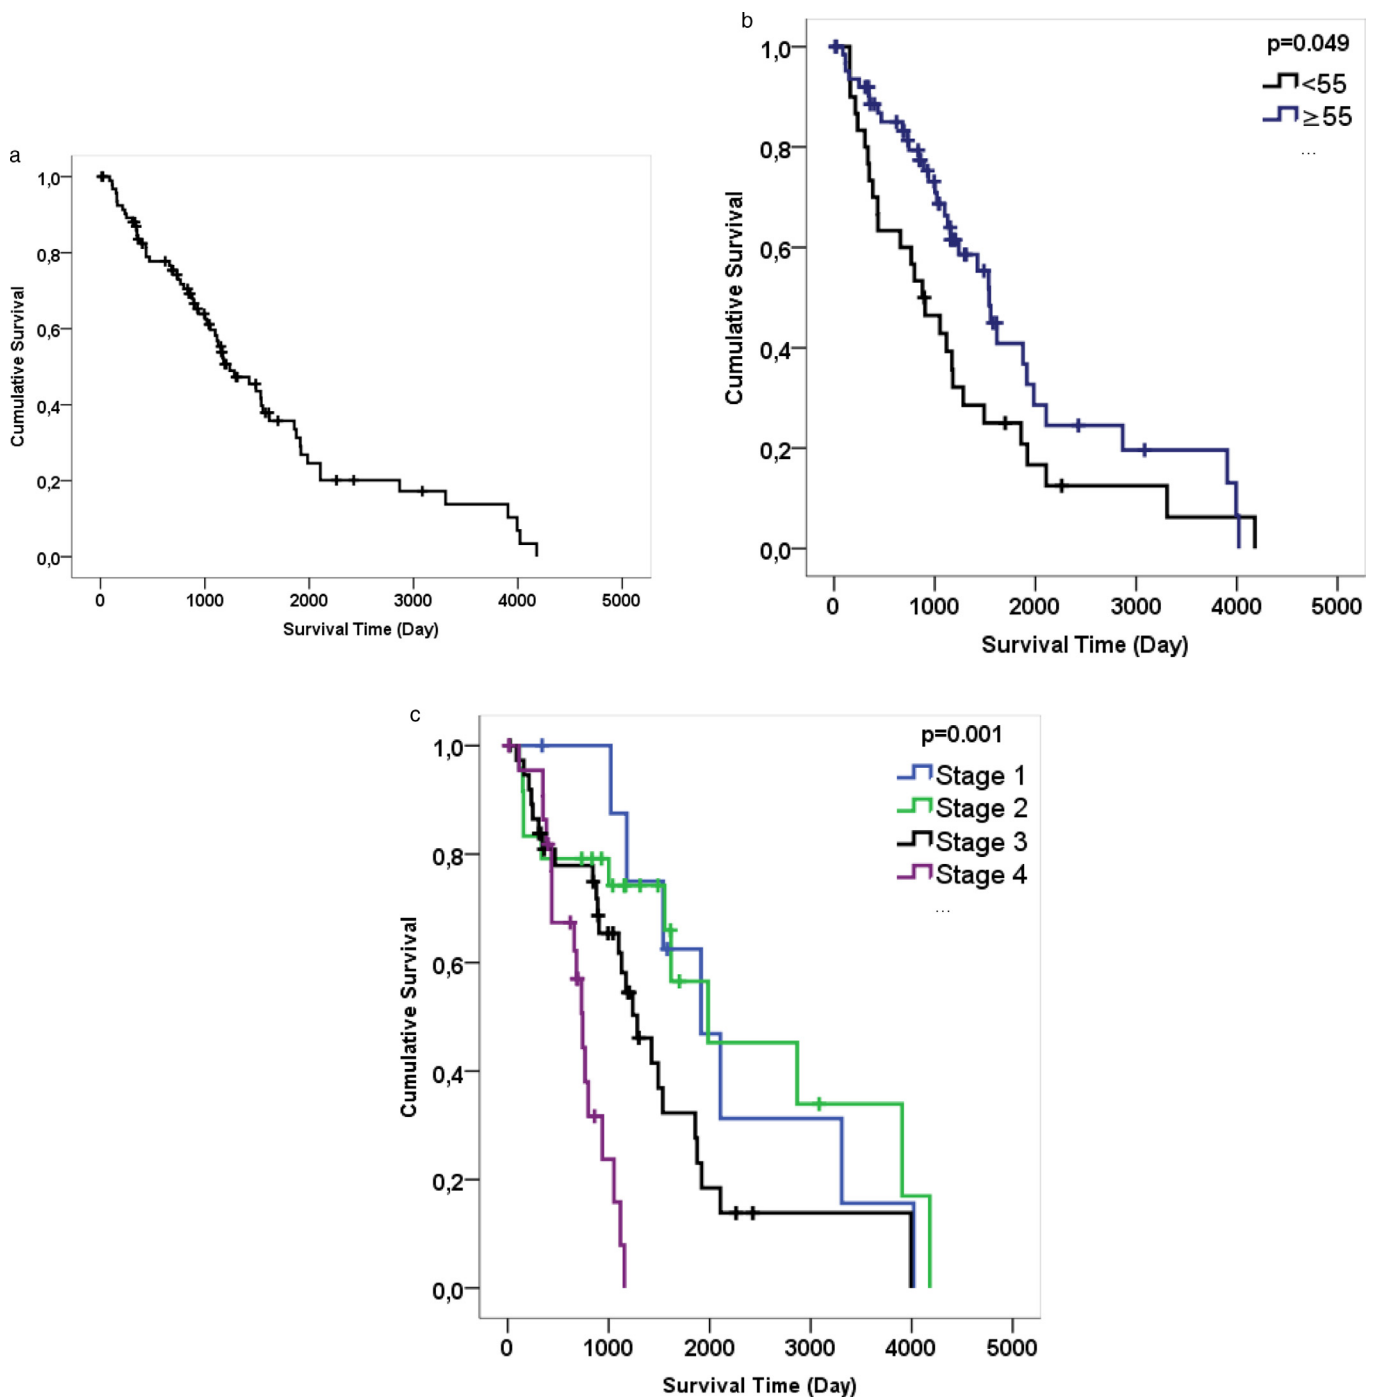 a
1,0
0,8
0,6
0,4
0,2
0,0
Cumulative Survival
0 1000 2000 3000 4000 5000
Survival Time (Day)
b
p=0.049
<55
≥55
...
1,0
0,8
0,6
0,4
0,2
0,0
Cumulative Survival
0 1000 2000 3000 4000 5000
Survival Time (Day)
c
p=0.001
Stage 1
Stage 2
Stage 3
Stage 4
...
1,0
0,8
0,6
0,4
0,2
0,0
Cumulative Survival
0 1000 2000 3000 4000 5000
Survival Time (Day)